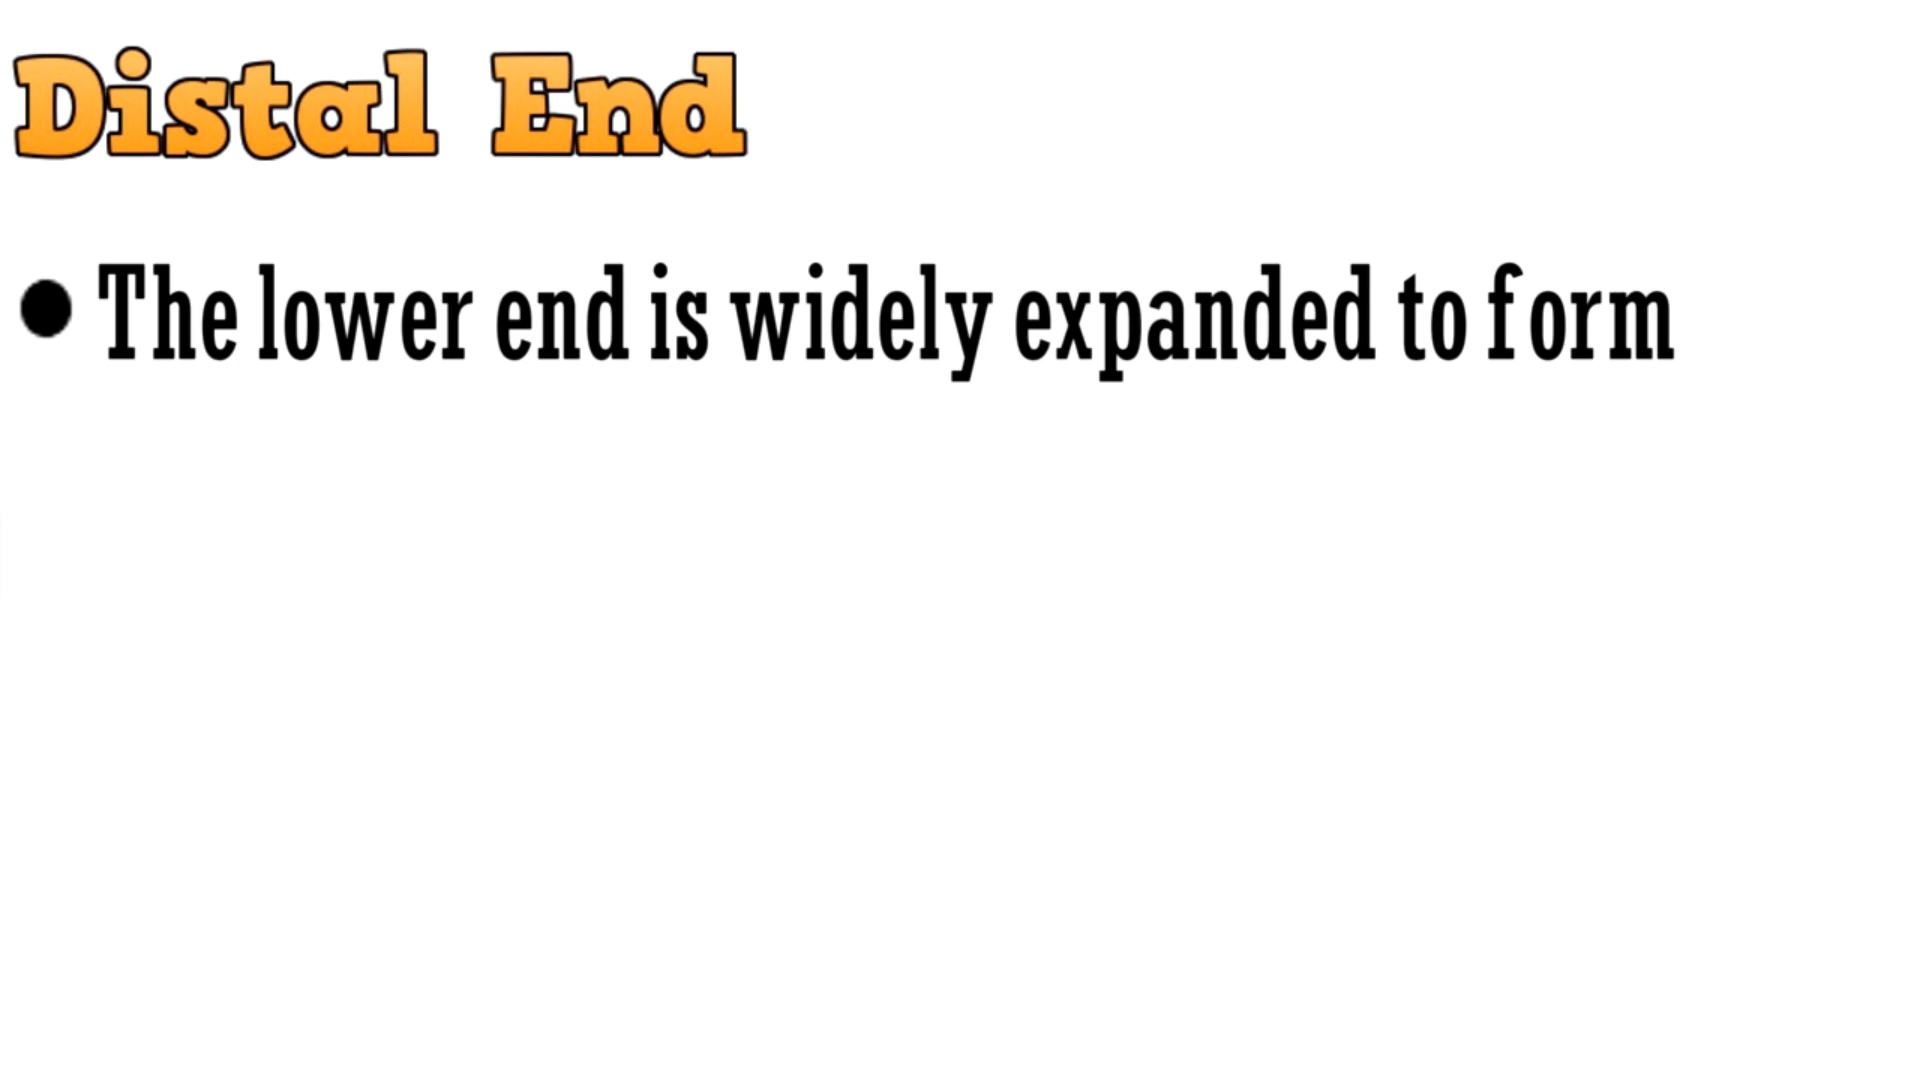 Distal End
• The lower end is widely expanded to form